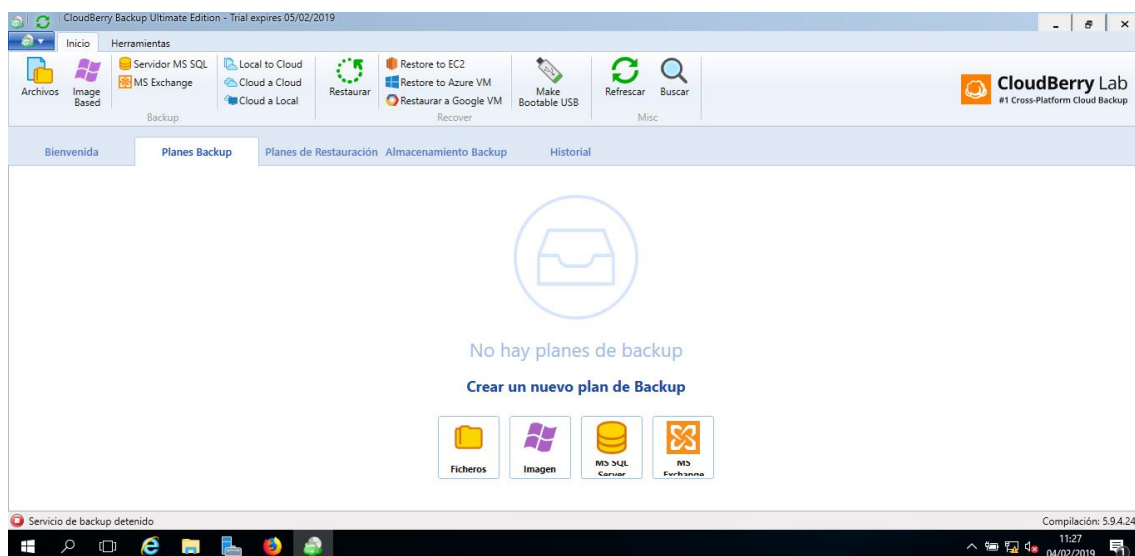 CloudBerry Backup Ultimate Edition - Trial expires 05/02/2019
Inicio Herramientas
Archivos
Image Based
Servidor MS SQL
MS Exchange
Local to Cloud
Cloud a Cloud
Cloud a Local
Backup
Restaurar
Restore to EC2
Restore to Azure VM
Restaurar a Google VM
Recover
Make Bootable USB
Refrescar
Buscar
Misc
CloudBerry Lab
#1 Cross-Platform Cloud Backup
Bienvenida Planes Backup Planes de Restauración Almacenamiento Backup Historial
No hay planes de backup
Crear un nuevo plan de Backup
Ficheros
Imagen
MS SQL Server
MS Exchange
Servicio de backup detenido
Compilación: 5.9.4.24
11:27
04/02/2019